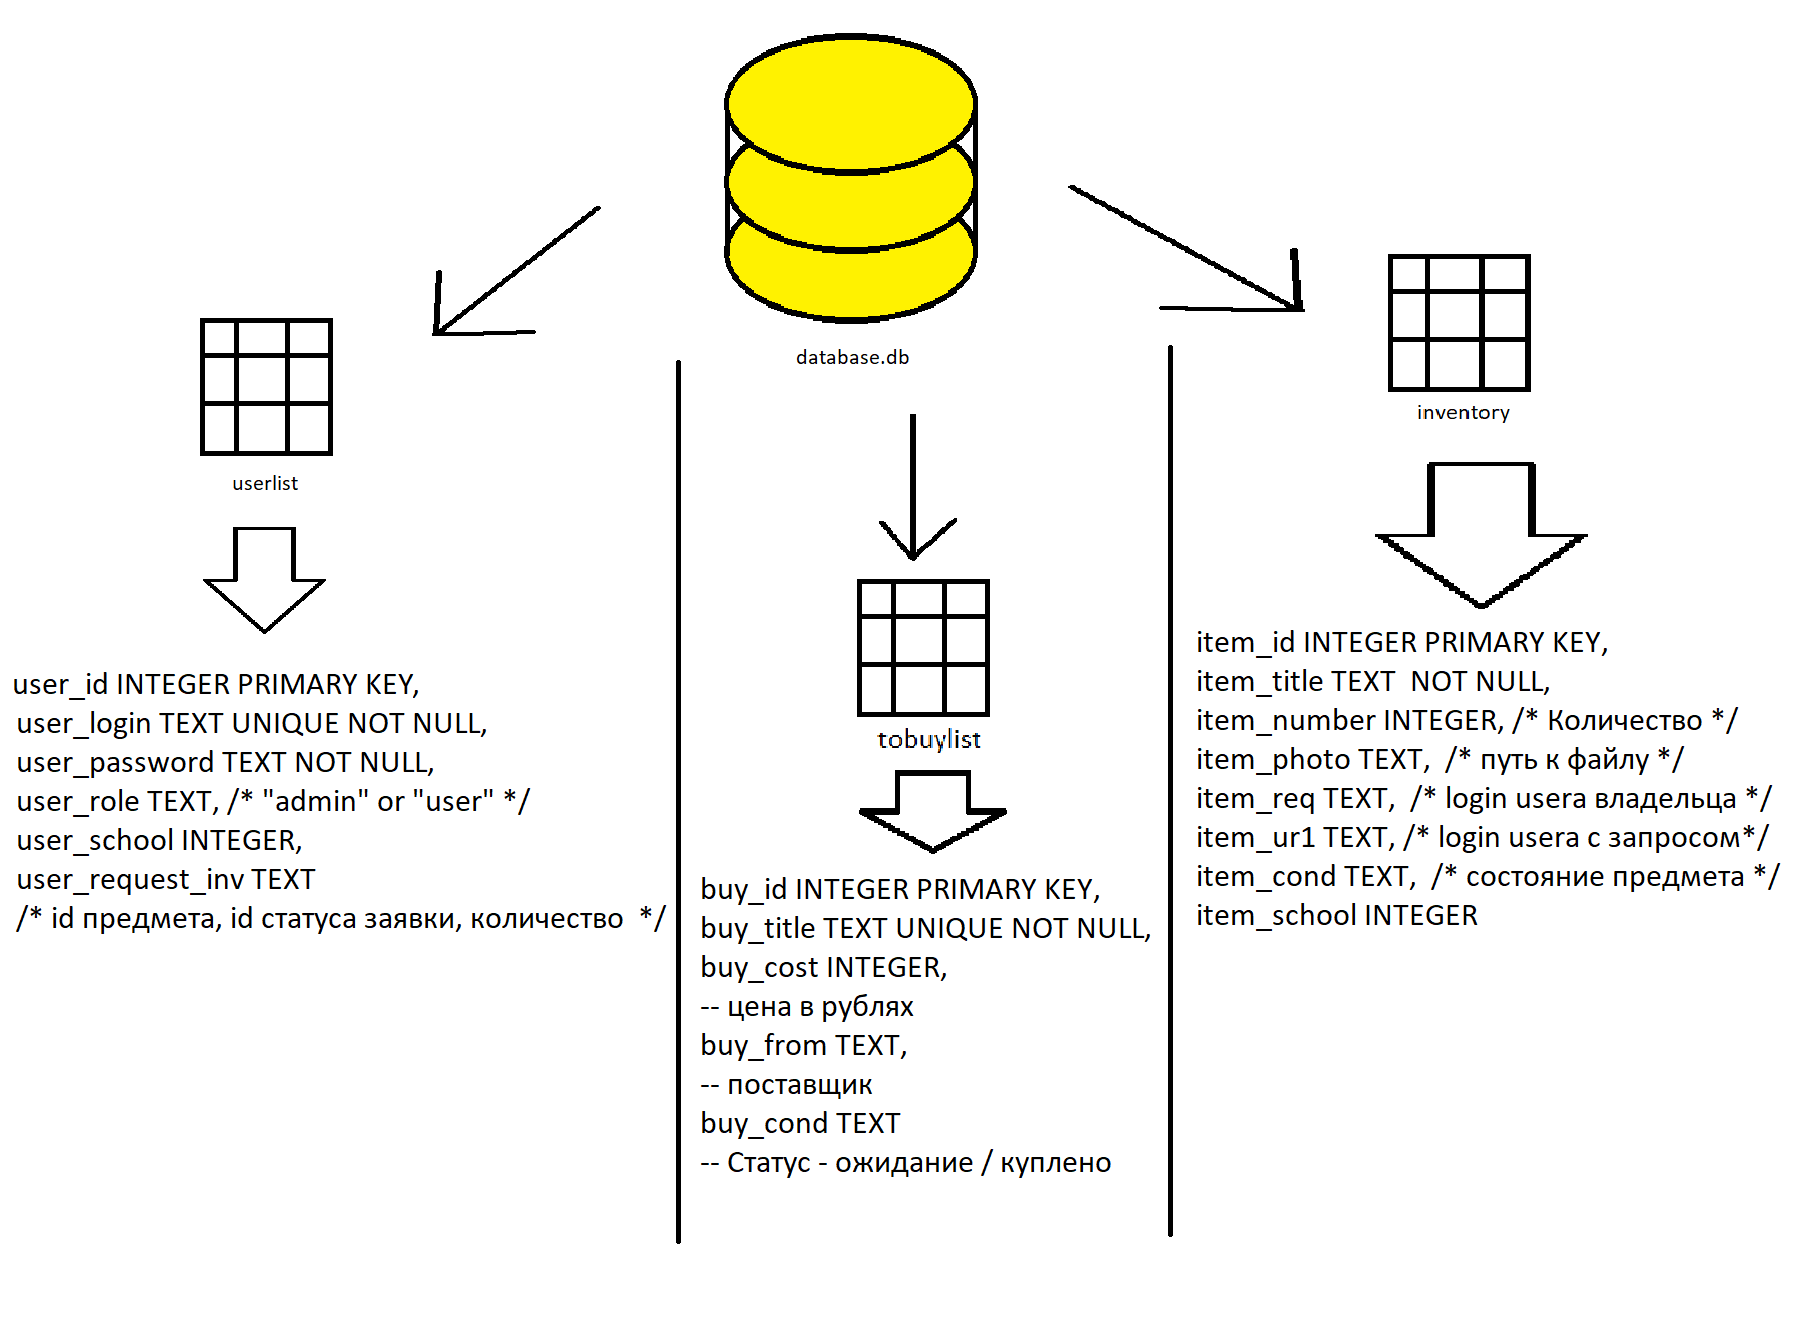 database.db
userlist
user_id INTEGER PRIMARY KEY,
user_login TEXT UNIQUE NOT NULL,
user_password TEXT NOT NULL,
user_role TEXT, /* "admin" or "user" */
user_school INTEGER,
user_request_inv TEXT
/* id предмета, id статуса заявки, количество */
tobuylist
buy_id INTEGER PRIMARY KEY,
buy_title TEXT UNIQUE NOT NULL,
buy_cost INTEGER,
-- цена в рублях
buy_from TEXT,
-- поставщик
buy_cond TEXT
-- Статус - ожидание / куплено
inventory
item_id INTEGER PRIMARY KEY,
item_title TEXT NOT NULL,
item_number INTEGER, /* Количество */
item_photo TEXT, /* путь к файлу */
item_req TEXT, /* login userа владельца */
item_ur1 TEXT, /* login userа с запросом*/
item_cond TEXT, /* состояние предмета */
item_school INTEGER